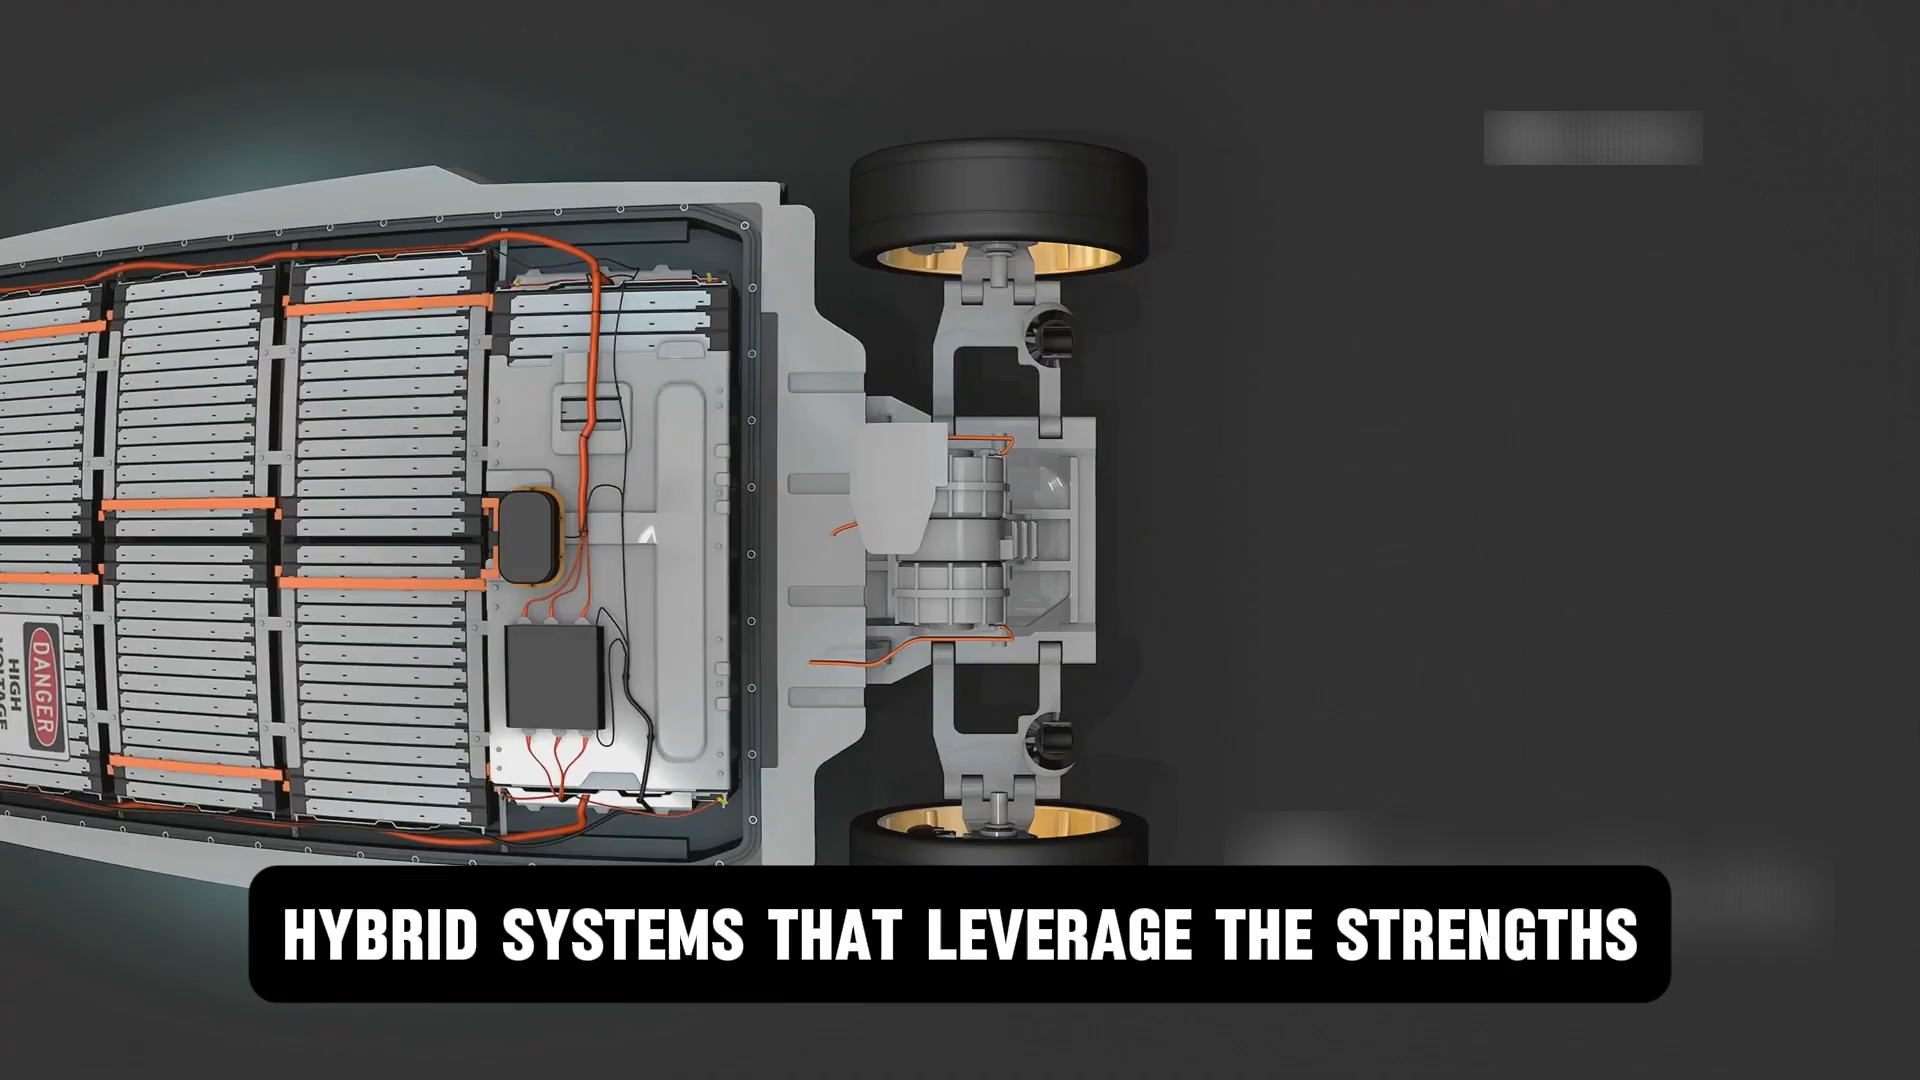 DANGER
HIGH
VOLTAGE
HYBRID SYSTEMS THAT LEVERAGE THE STRENGTHS